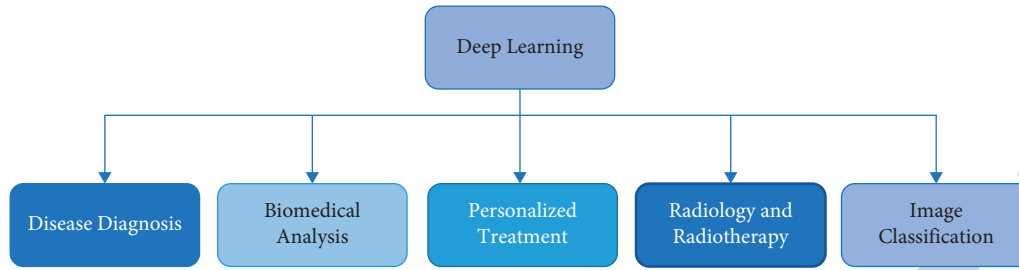 Deep Learning
Disease Diagnosis
Biomedical
Analysis
Personalized
Treatment
Radiology and
Radiotherapy
Image
Classification